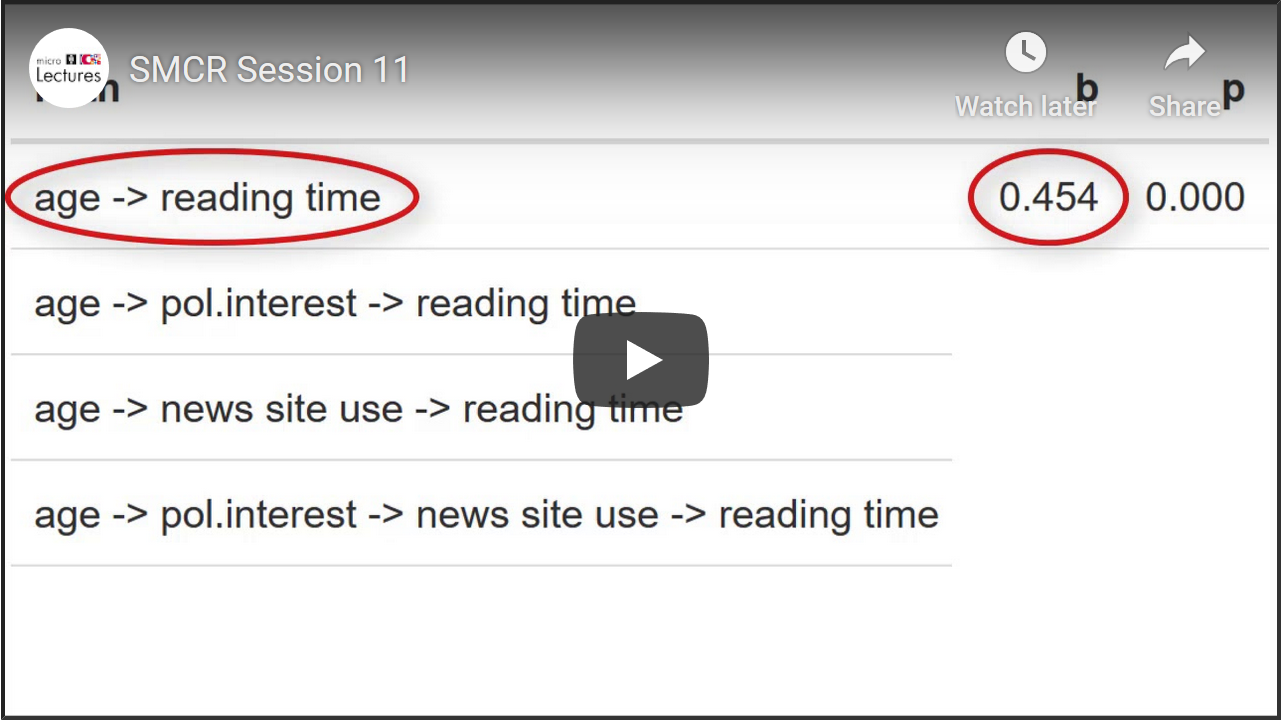 micro
Lectures
SMCR Session 11
Watch later
Share
b
p
age -> reading time
0.454
0.000
age -> pol.interest -> reading time
age -> news site use -> reading time
age -> pol.interest -> news site use -> reading time